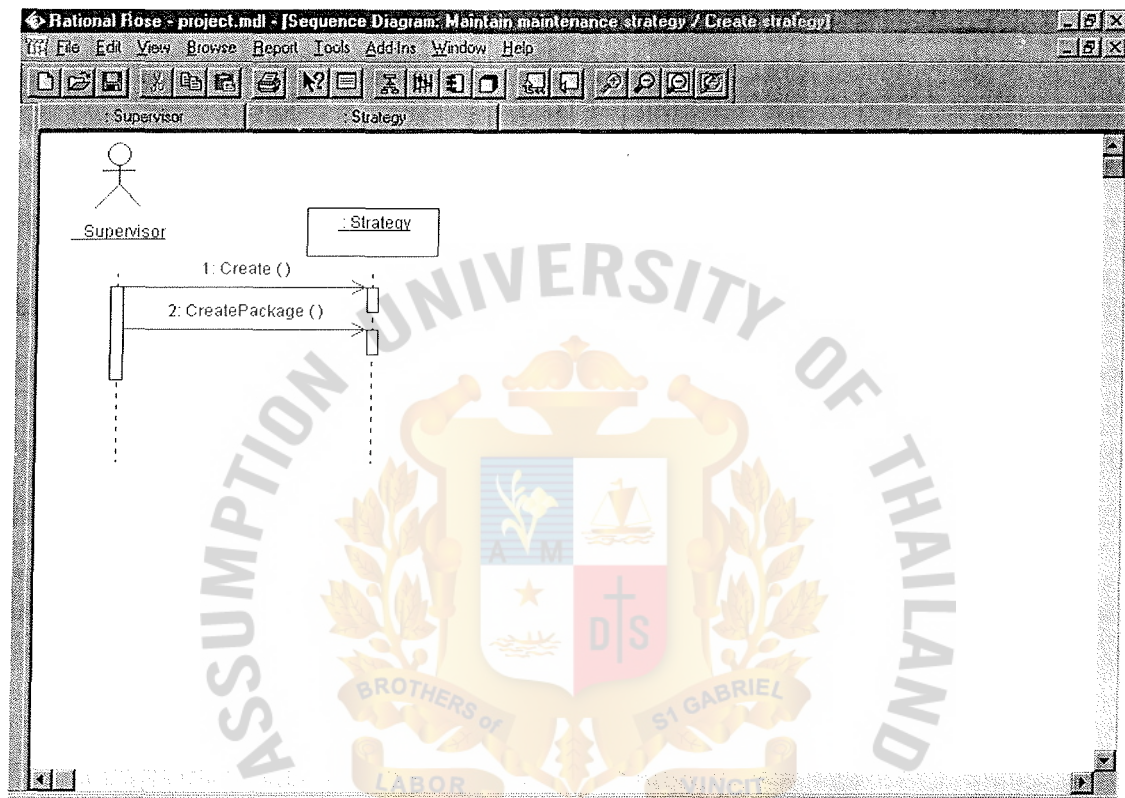 Rational Rose - project.mdl - [Sequence Diagram: Maintain maintenance strategy / Create strategy]
File Edit View Browse Report Tools Add-Ins Window Help
: Supervisor : Strategy
Supervisor
: Strategy
1: Create ()
2: CreatePackage ()
ASSUMPTION UNIVERSITY OF THAILAND
A M
D S
BROTHERS of
ST GABRIEL
LABOR
VINCIT